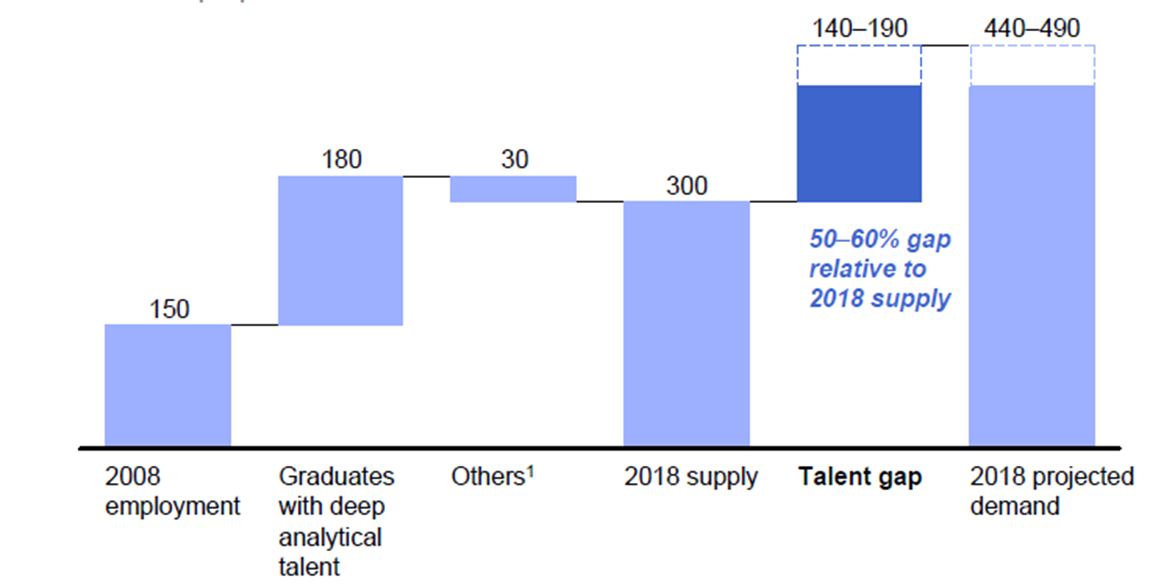 140–190
440–490
180
30
300
150
50–60% gap
relative to
2018 supply
2008
employment
Graduates
with deep
analytical
talent
Others¹
2018 supply
Talent gap
2018 projected
demand